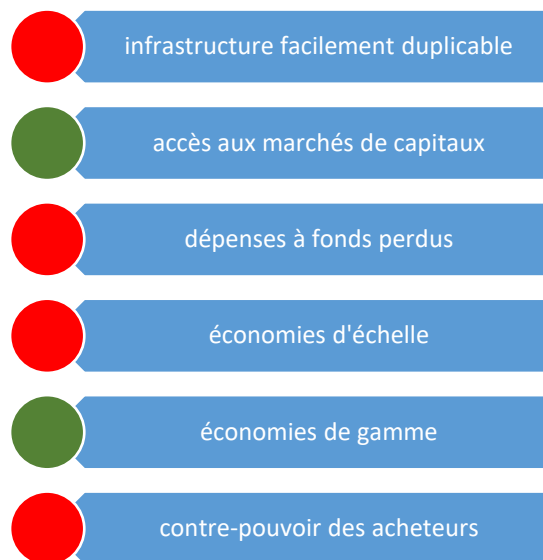 infrastructure facilement duplicable
accès aux marchés de capitaux
dépenses à fonds perdus
économies d'échelle
économies de gamme
contre-pouvoir des acheteurs